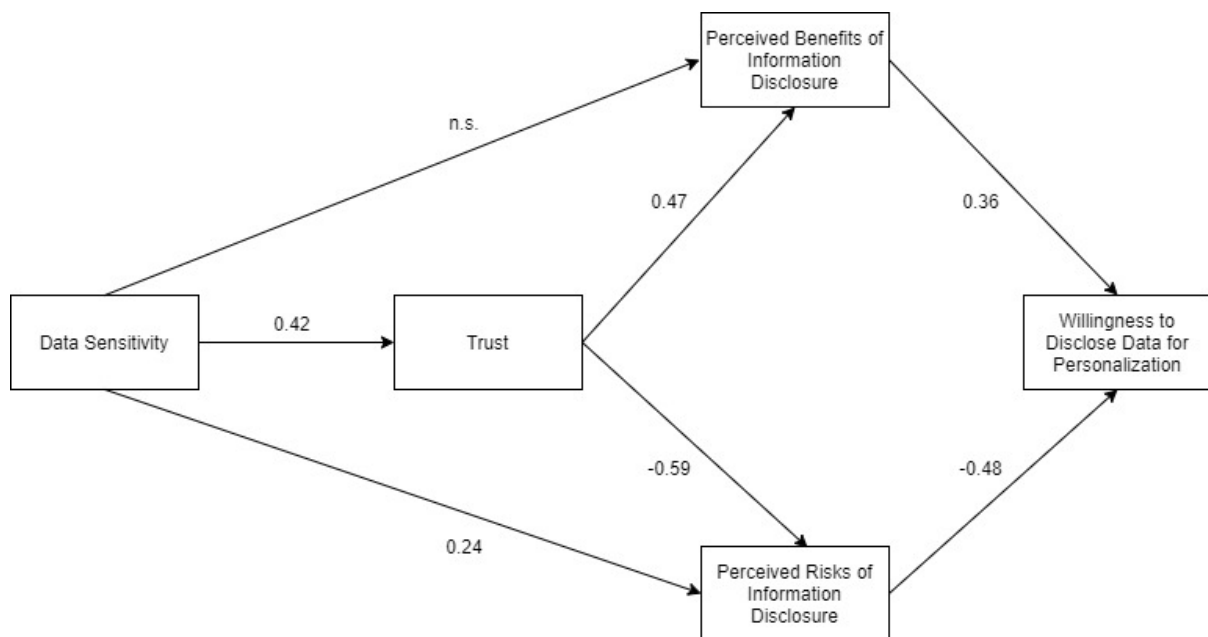 Perceived Benefits of
Information
Disclosure
n.s.
0.47
0.36
Data Sensitivity
0.42
Trust
Willingness to
Disclose Data for
Personalization
-0.59
-0.48
0.24
Perceived Risks of
Information
Disclosure